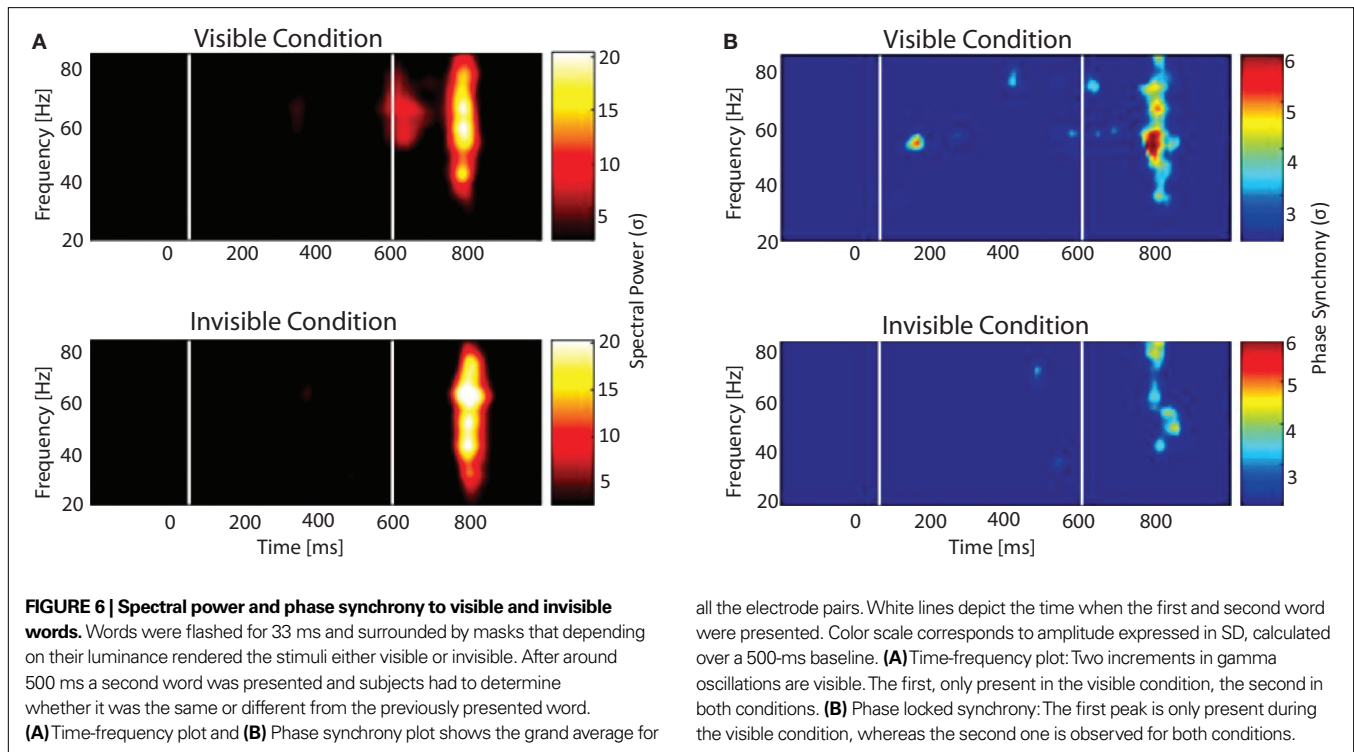 A
Visible Condition
80
60
40
20
Frequency [Hz]
0 200 400 600 800
20
15
10
5
Spectral Power (σ)
Invisible Condition
80
60
40
20
Frequency [Hz]
0 200 400 600 800
Time [ms]
20
15
10
5
B
Visible Condition
80
60
40
20
Frequency [Hz]
0 200 400 600 800
6
5
4
3
Phase Synchrony (σ)
Invisible Condition
80
60
40
20
Frequency [Hz]
0 200 400 600 800
Time [ms]
6
5
4
3
FIGURE 6 | Spectral power and phase synchrony to visible and invisible
words. Words were flashed for 33 ms and surrounded by masks that depending
on their luminance rendered the stimuli either visible or invisible. After around
500 ms a second word was presented and subjects had to determine
whether it was the same or different from the previously presented word.
(A) Time-frequency plot and (B) Phase synchrony plot shows the grand average for
all the electrode pairs. White lines depict the time when the first and second word
were presented. Color scale corresponds to amplitude expressed in SD, calculated
over a 500-ms baseline. (A) Time-frequency plot: Two increments in gamma
oscillations are visible. The first, only present in the visible condition, the second in
both conditions. (B) Phase locked synchrony: The first peak is only present during
the visible condition, whereas the second one is observed for both conditions.